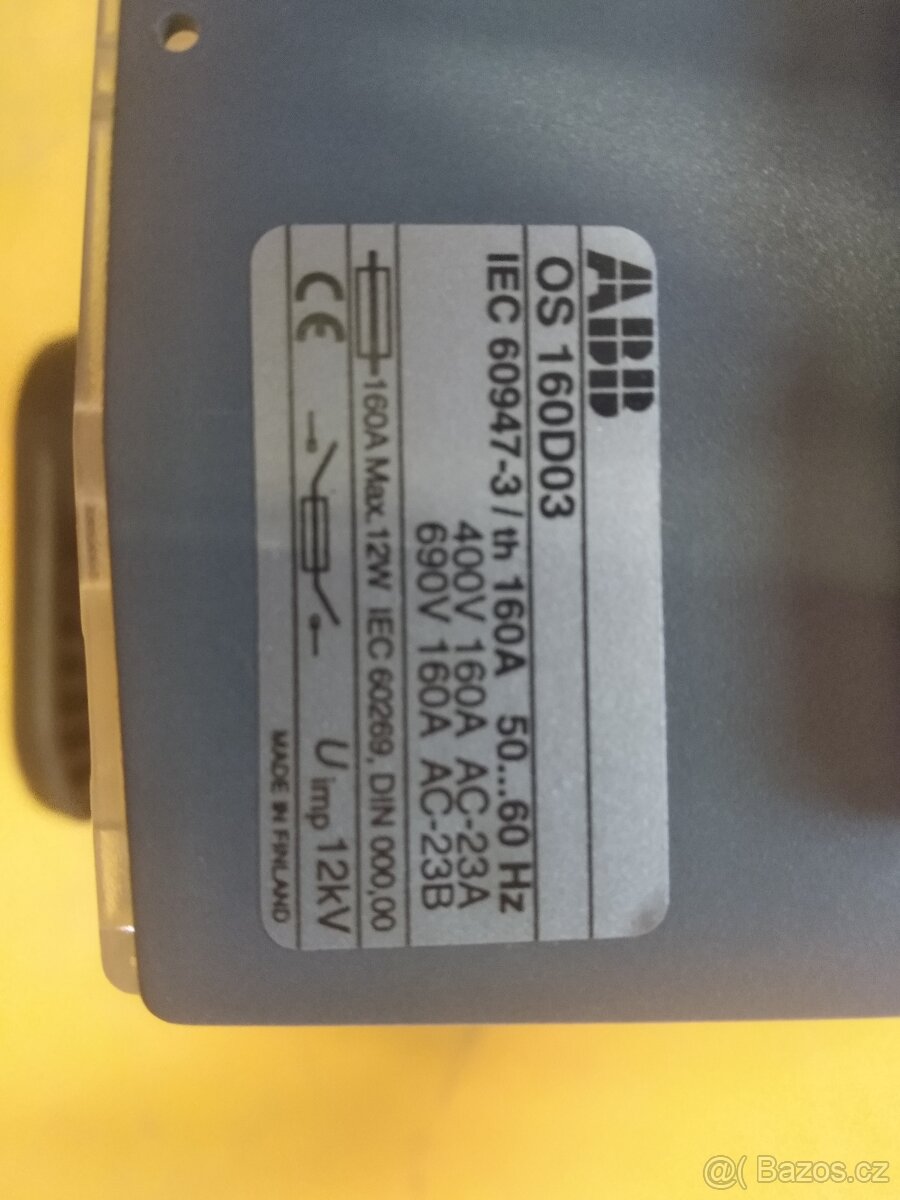 ABB
OS 160D03
IEC 60947-3 / th 160A 50...60 Hz
400V 160A AC-23A
690V 160A AC-23B
160A Max. 12W IEC 60269, DIN 000,00
CE U imp 12kV
MADE IN FINLAND
@( Bazos.cz